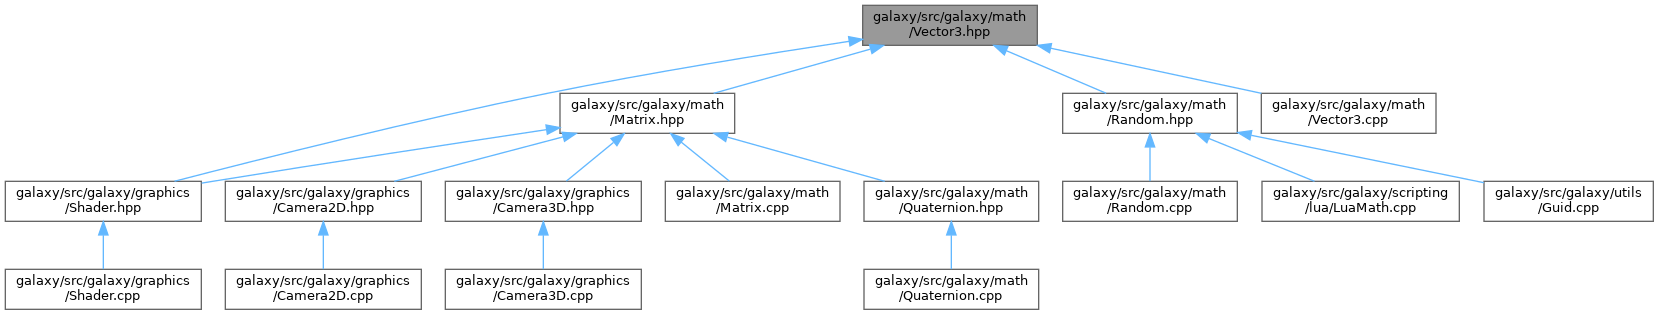 galaxy/src/galaxy/math
/Vector3.hpp
galaxy/src/galaxy/math
/Matrix.hpp
galaxy/src/galaxy/math
/Random.hpp
galaxy/src/galaxy/math
/Vector3.cpp
galaxy/src/galaxy/graphics
/Shader.hpp
galaxy/src/galaxy/graphics
/Camera2D.hpp
galaxy/src/galaxy/graphics
/Camera3D.hpp
galaxy/src/galaxy/math
/Matrix.cpp
galaxy/src/galaxy/math
/Quaternion.hpp
galaxy/src/galaxy/math
/Random.cpp
galaxy/src/galaxy/scripting
/lua/LuaMath.cpp
galaxy/src/galaxy/utils
/Guid.cpp
galaxy/src/galaxy/graphics
/Shader.cpp
galaxy/src/galaxy/graphics
/Camera2D.cpp
galaxy/src/galaxy/graphics
/Camera3D.cpp
galaxy/src/galaxy/math
/Quaternion.cpp